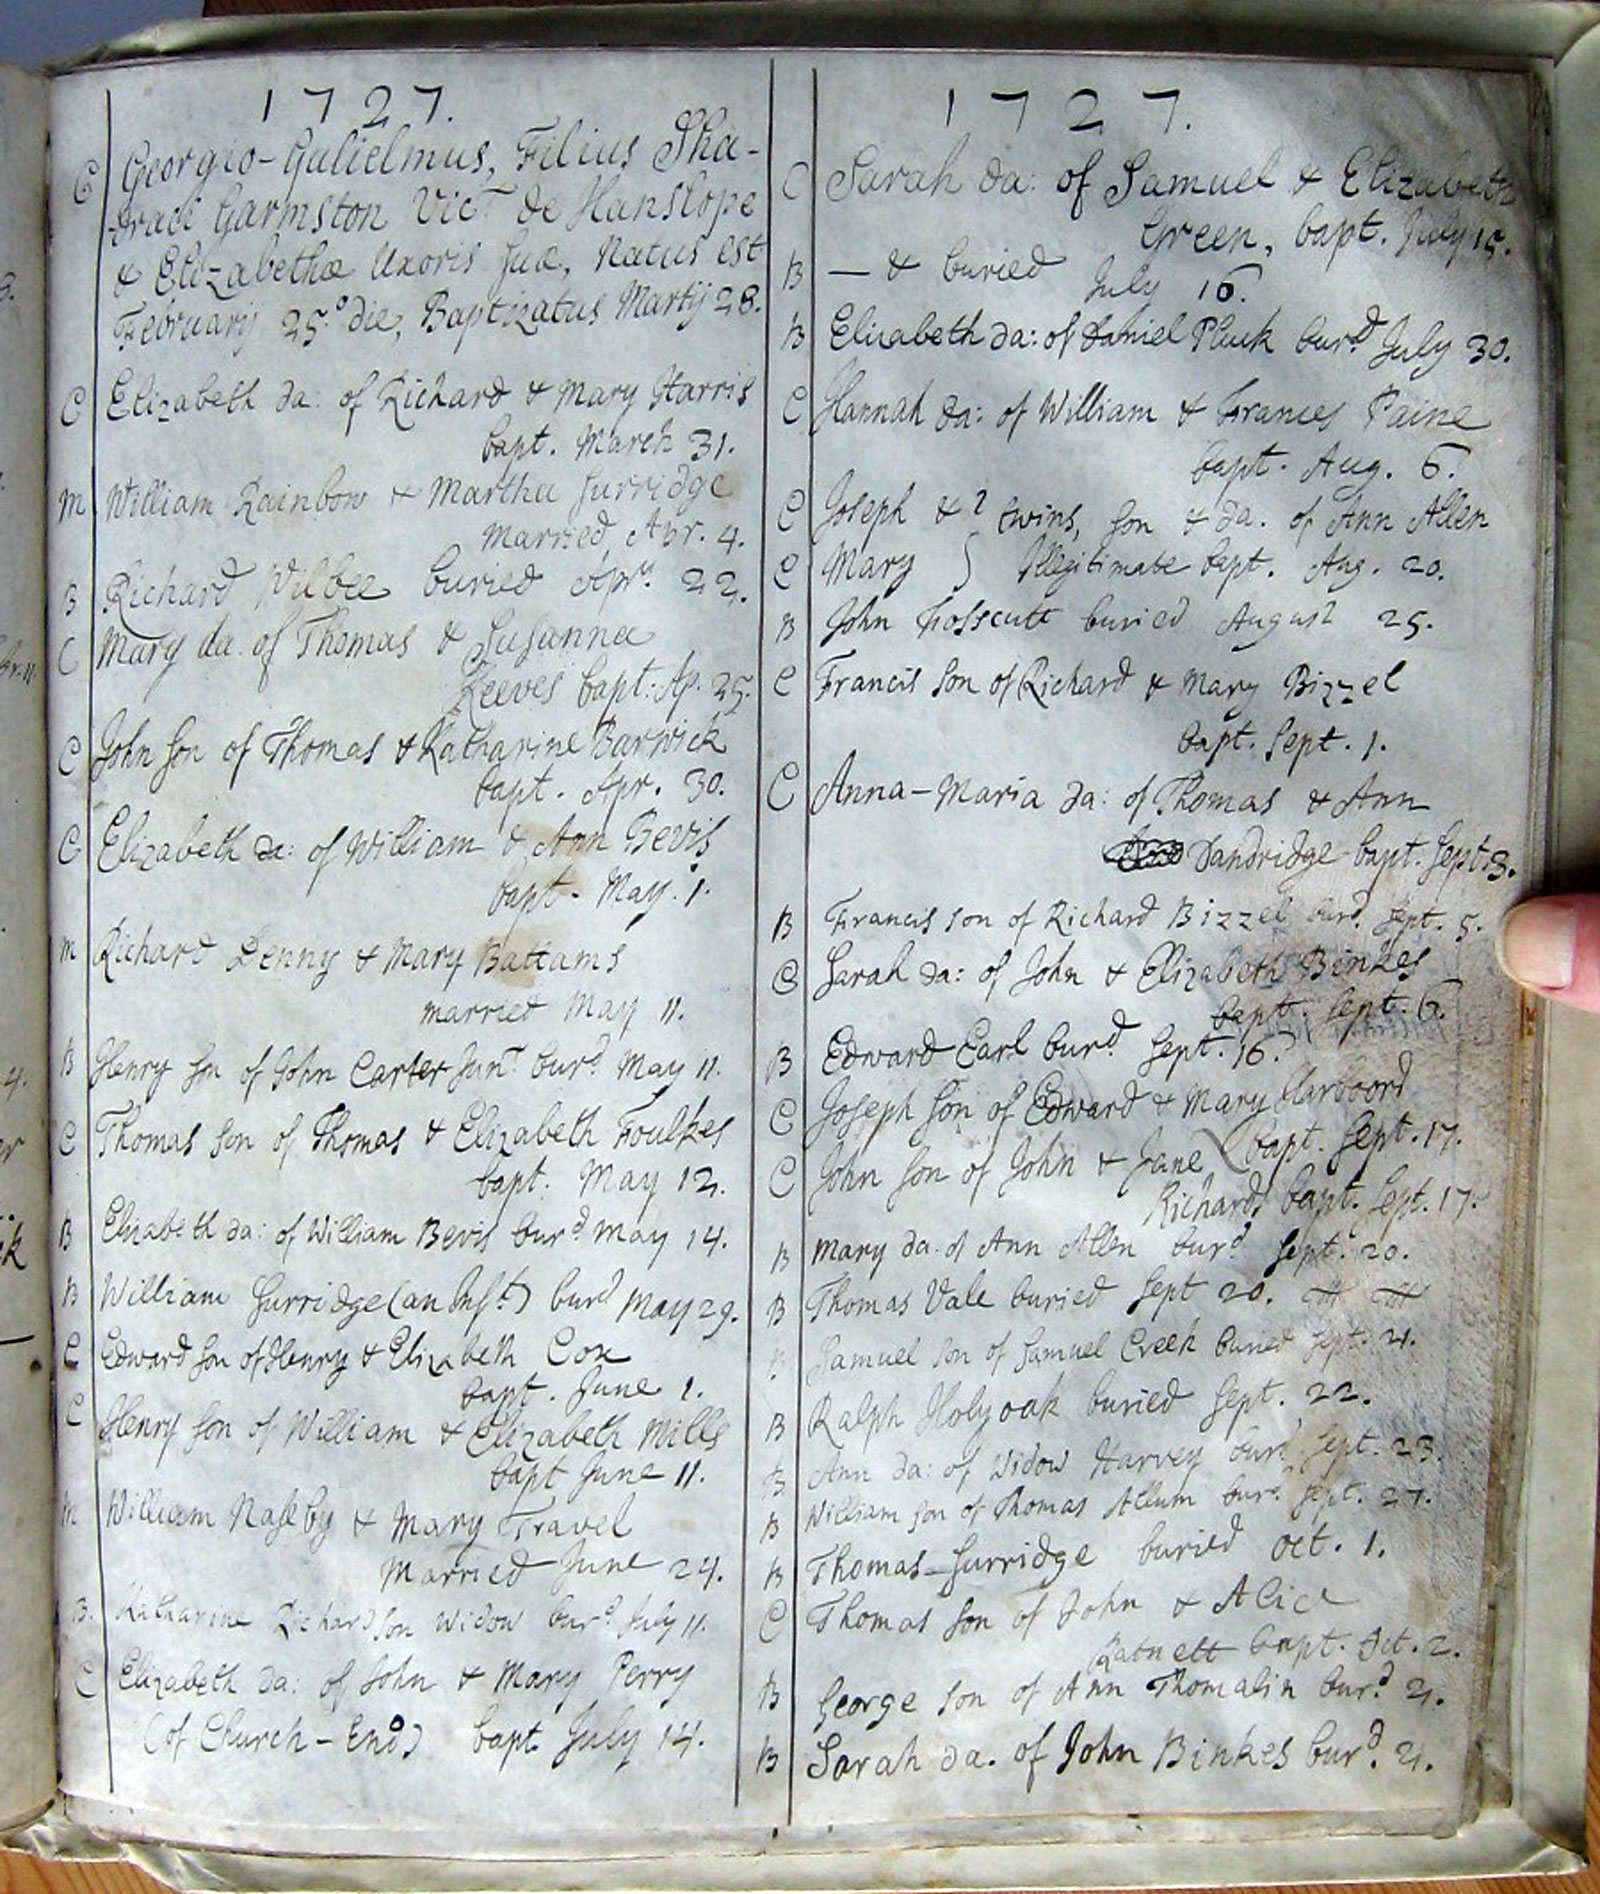 1727.
C Georgio-Gulielmus, Filius Sha-
draci Garmston Vic.r de Hanslope
& Elizabethæ Uxoris suæ, Natus est
Februarij 25.o die, Baptizatus Martij 28.
C Elizabeth da: of Richard & Mary Harris
bapt. March 31.
M William Rainbow & Martha Surridge
married Apr. 4.
B Richard Wilbee buried Apr. 22.
C Mary da. of Thomas & Susanna
Reeves bapt. Ap. 25.
C John son of Thomas & Katharine Barwick
bapt. Apr. 30.
C Elizabeth da: of William & Ann Bevis
bapt. May. 1.
M Richard Denny & Mary Battams
married May 11.
B Henry son of John Carter Junr. burd. May 11.
C Thomas son of Thomas & Elizabeth Foulkes
bapt. May 12.
B Elizabeth da: of William Bevis burd. May 14.
B William Surridge (an Inft.) burd May 29.
C Edward son of Henry & Elizabeth Cox
bapt. June 1.
C Henry son of William & Elizabeth Mills
bapt June 11.
M William Naseby & Mary Travel
Married June 24.
B. Katharine Richardson Widow burd. July 11.
C Elizabeth da: of John & Mary Perry
(of Church-End) bapt. July 14.
1727.
C Sarah da: of Samuel & Elizabeth
Green, bapt. July 15.
B — & buried July 16.
B Elizabeth da: of Daniel Pluck burd. July 30.
C Hannah da: of William & Frances Paine
bapt. Aug. 6.
C Joseph & } twins, son & da. of Ann Allen
C Mary } Illegitimate bapt. Aug. 20.
B John Fosscutt buried August 25.
C Francis son of Richard & Mary Bizzel
bapt. Sept. 1.
C Anna-Maria da: of Thomas & Ann
Dandridge bapt. Sept. 3.
B Francis son of Richard Bizzel burd. Sept. 5.
C Sarah da: of John & Elizabeth Binkes
bapt. Sept. 6.
B Edward Earl burd. Sept. 16.
C Joseph son of Edward & Mary Harboord
bapt. Sept. 17.
C John son of John & Jane
Richards bapt. Sept. 17.
B Mary da. of Ann Allen burd. Sept. 20.
B Thomas Vale buried Sept 20.
Samuel son of Samuel Creek buried Sept. 21.
B Ralph Holyoak buried Sept. 22.
B Ann da: of Widow Harvey burd. Sept. 23.
B William son of Thomas Allum burd. Sept. 27.
B Thomas Surridge buried Oct. 1.
C Thomas son of John & Alice
Ratnett bapt. Oct. 2.
B George son of Ann Thomalin burd. 21.
B Sarah da. of John Binkes burd. 21.